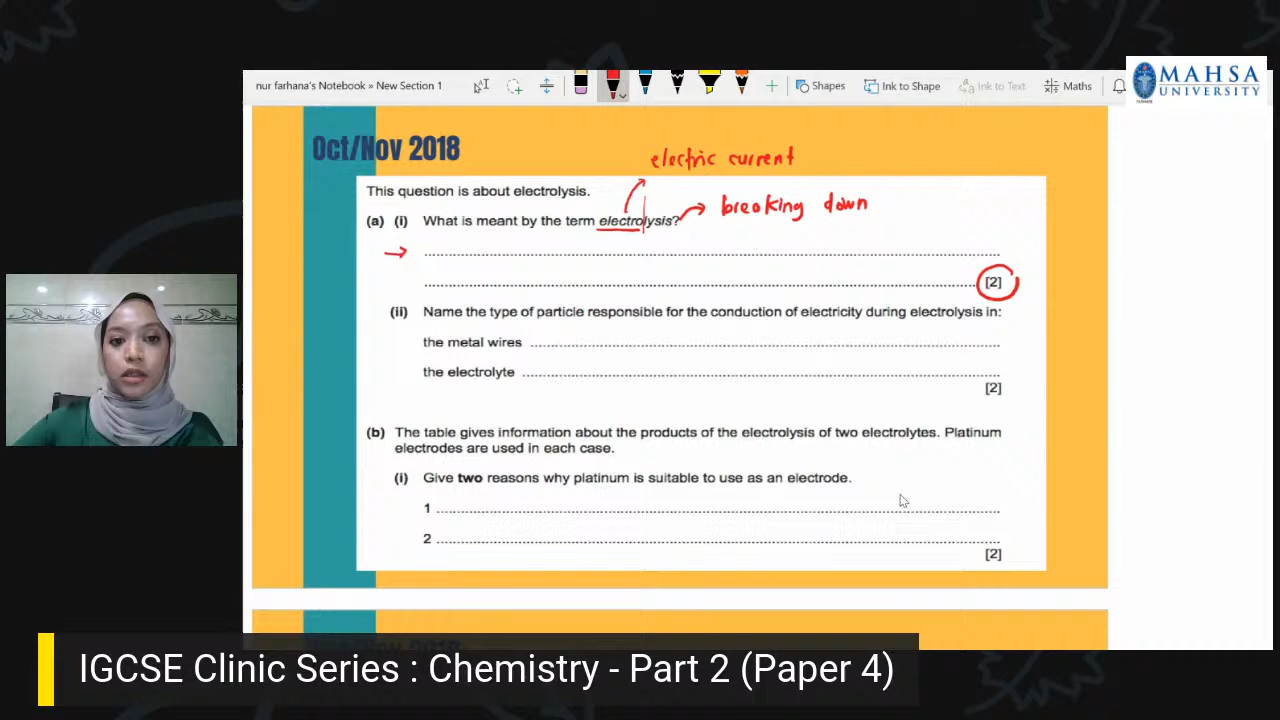 nur farhana's Notebook » New Section 1
Shapes
Ink to Shape
Ink to Text
Maths
MAHSA
UNIVERSITY
Oct/Nov 2018
electric current
This question is about electrolysis.
breaking down
(a) (i) What is meant by the term electrolysis?
[2]
(ii) Name the type of particle responsible for the conduction of electricity during electrolysis in:
the metal wires
the electrolyte
[2]
(b) The table gives information about the products of the electrolysis of two electrolytes. Platinum
electrodes are used in each case.
(i) Give two reasons why platinum is suitable to use as an electrode.
1
2
[2]
IGCSE Clinic Series : Chemistry - Part 2 (Paper 4)